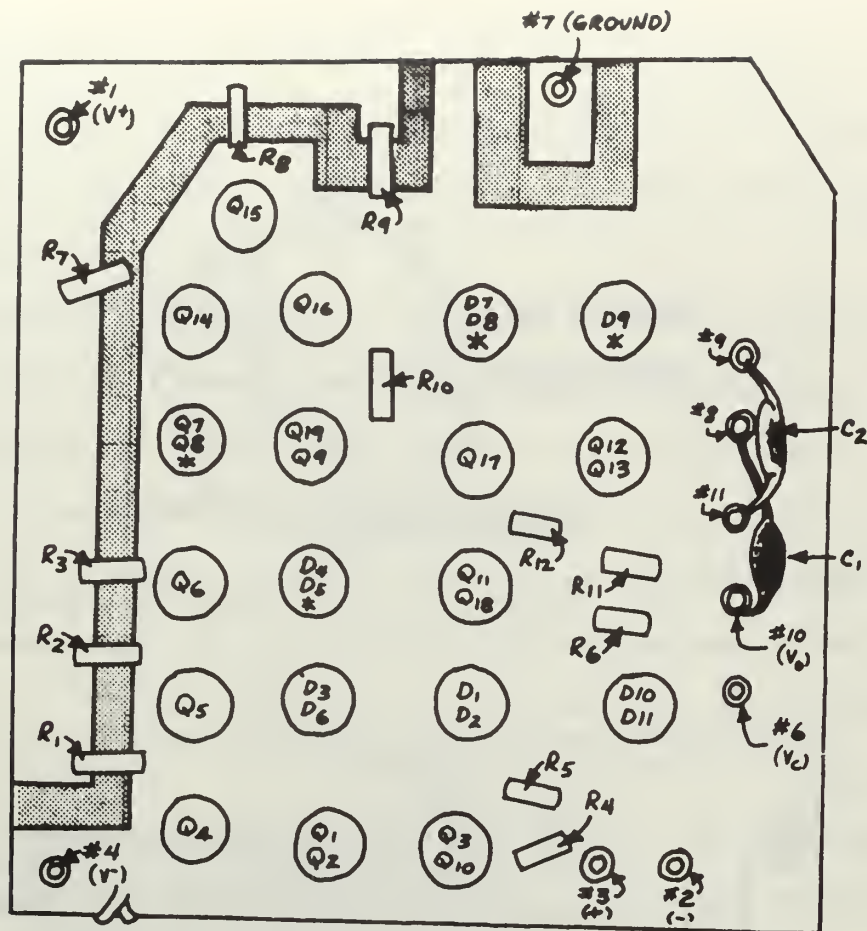 #7 (GROUND)
#1
(V+)
R8
R9
Q15
R7
Q14
Q16
D7
D8
*
D9
*
#9
R10
Q7
Q8
*
Q19
Q9
Q17
Q12
Q13
#8
C2
#11
R3
Q6
D4
D5
*
Q11
Q18
R12
R11
C1
R2
R6
#10
(Vo)
Q5
D3
D6
D1
D2
D10
D11
#6
(Vc)
R1
R5
R4
Q4
Q1
Q2
Q3
Q10
#4
(V-)
#3
(+)
#2
(-)